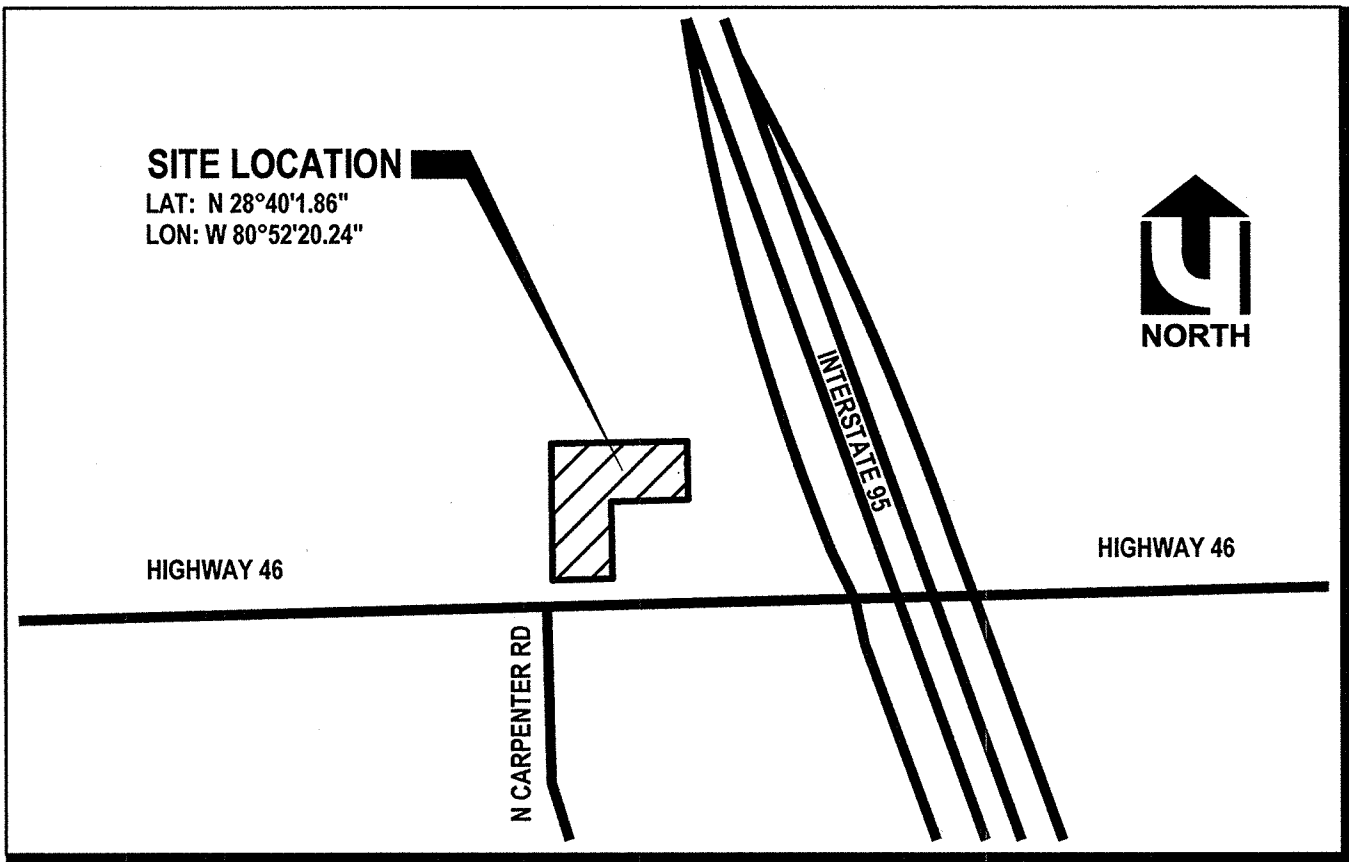 SITE LOCATION
LAT: N 28°40'1.86"
LON: W 80°52'20.24"
NORTH
INTERSTATE 95
HIGHWAY 46
HIGHWAY 46
N CARPENTER RD